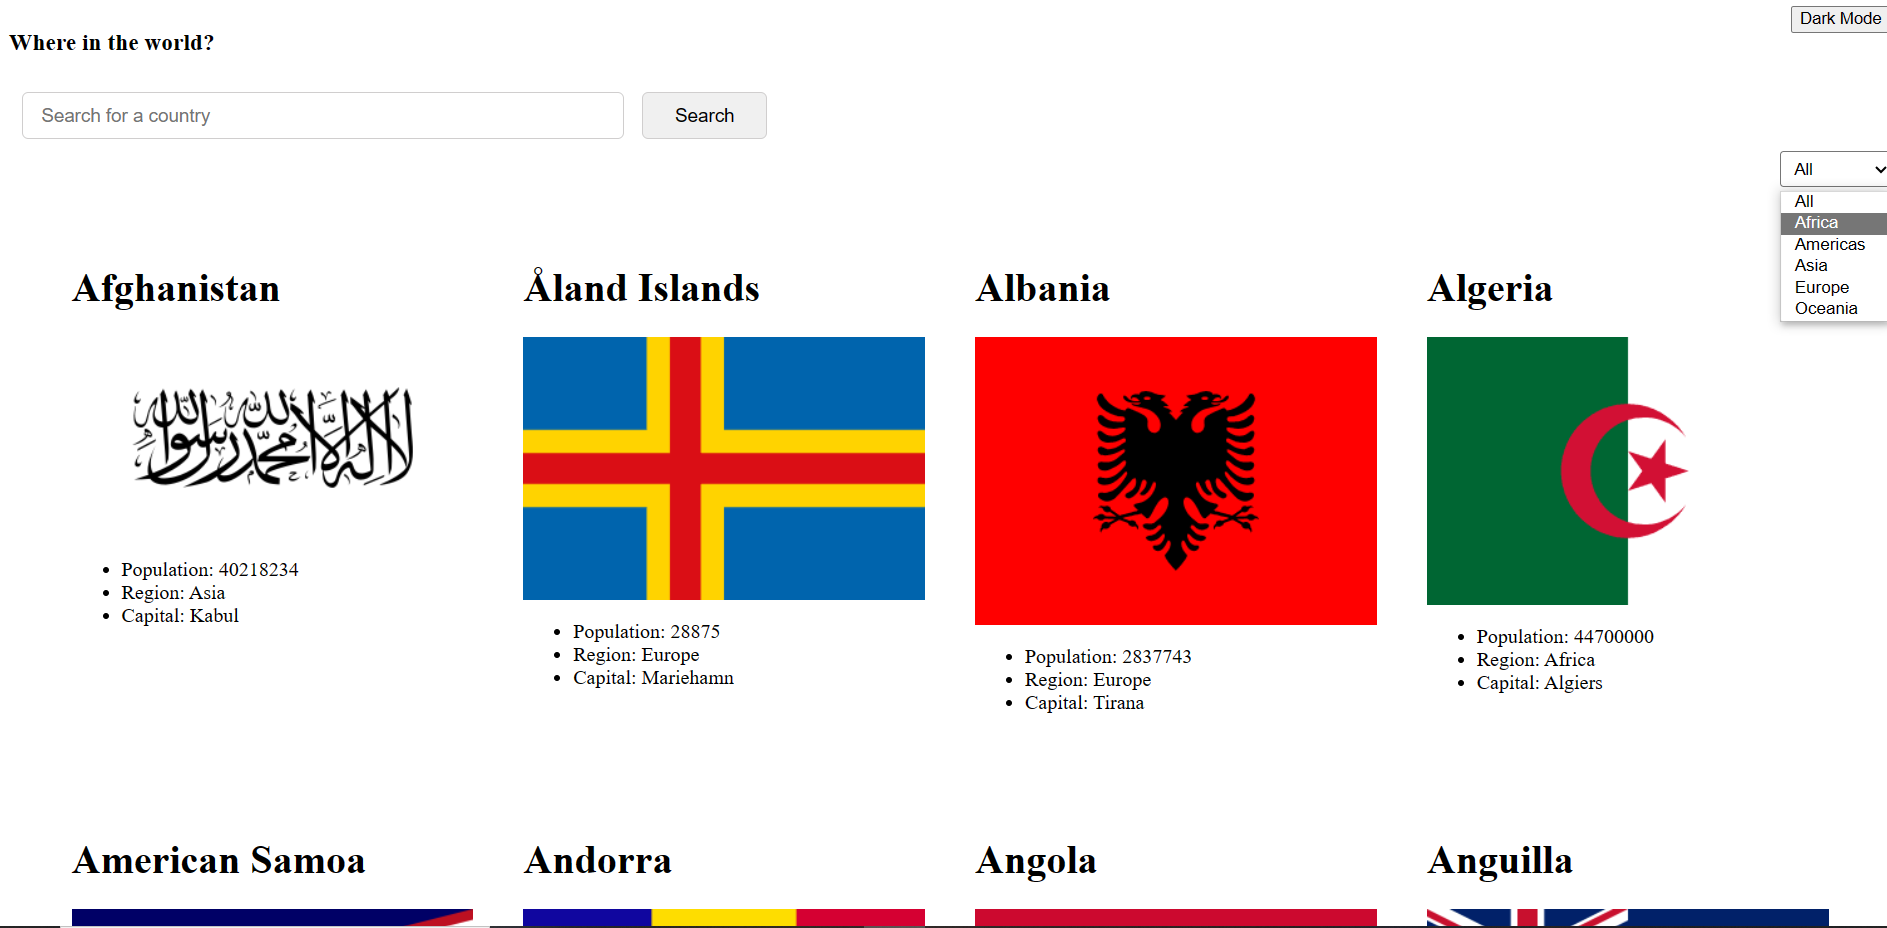 Dark Mode
Where in the world?
Search for a country
Search
All
All
Africa
Americas
Asia
Europe
Oceania
Afghanistan
Åland Islands
Albania
Algeria
لا إله إلا الله محمد رسول الله
Population: 40218234
Region: Asia
Capital: Kabul
Population: 28875
Region: Europe
Capital: Mariehamn
Population: 2837743
Region: Europe
Capital: Tirana
Population: 44700000
Region: Africa
Capital: Algiers
American Samoa
Andorra
Angola
Anguilla